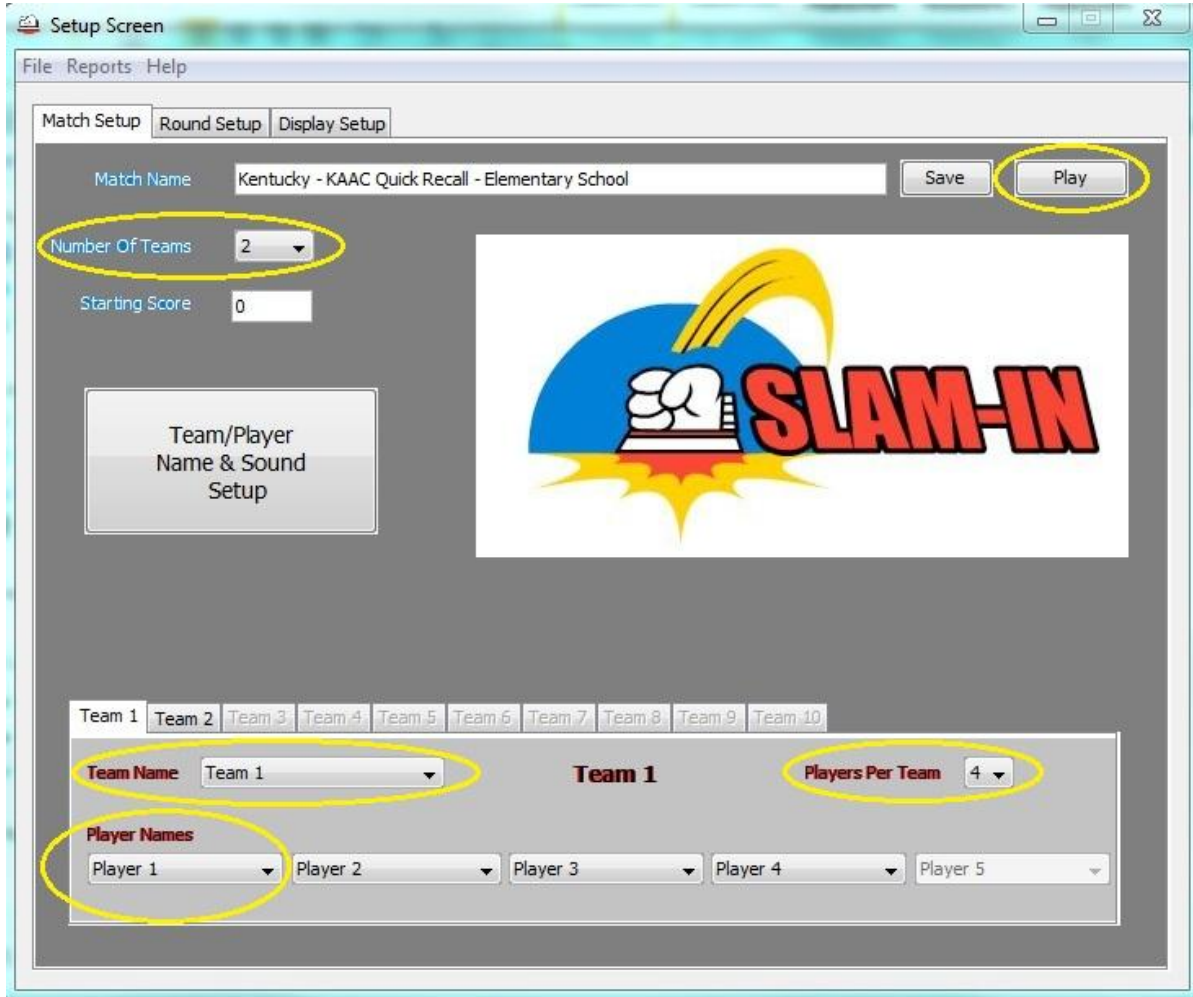 Setup Screen
File Reports Help
Match Setup Round Setup Display Setup
Match Name Kentucky - KAAC Quick Recall - Elementary School Save Play
Number Of Teams 2
Starting Score 0
SLAM-IN
Team/Player
Name & Sound
Setup
Team 1 Team 2 Team 3 Team 4 Team 5 Team 6 Team 7 Team 8 Team 9 Team 10
Team Name Team 1 Team 1 Players Per Team 4
Player Names
Player 1 Player 2 Player 3 Player 4 Player 5